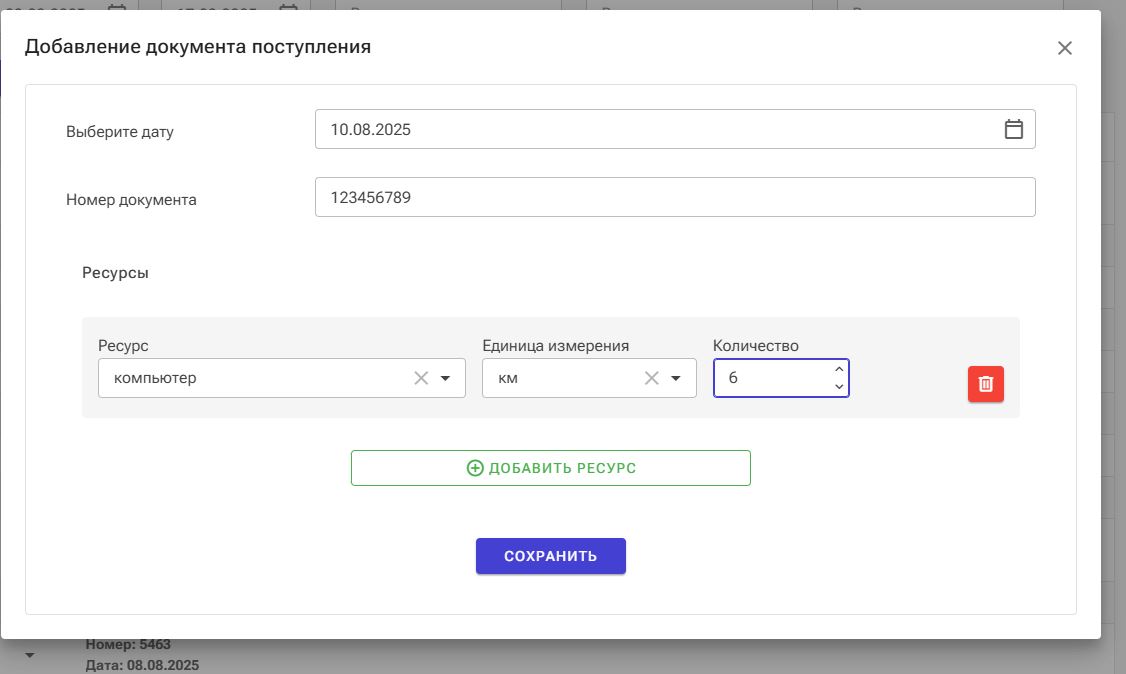 Добавление документа поступления
Выберите дату
10.08.2025
Номер документа
123456789
Ресурсы
Ресурс
Единица измерения
Количество
компьютер
км
6
ДОБАВИТЬ РЕСУРС
СОХРАНИТЬ
Номер: 5463
Дата: 08.08.2025